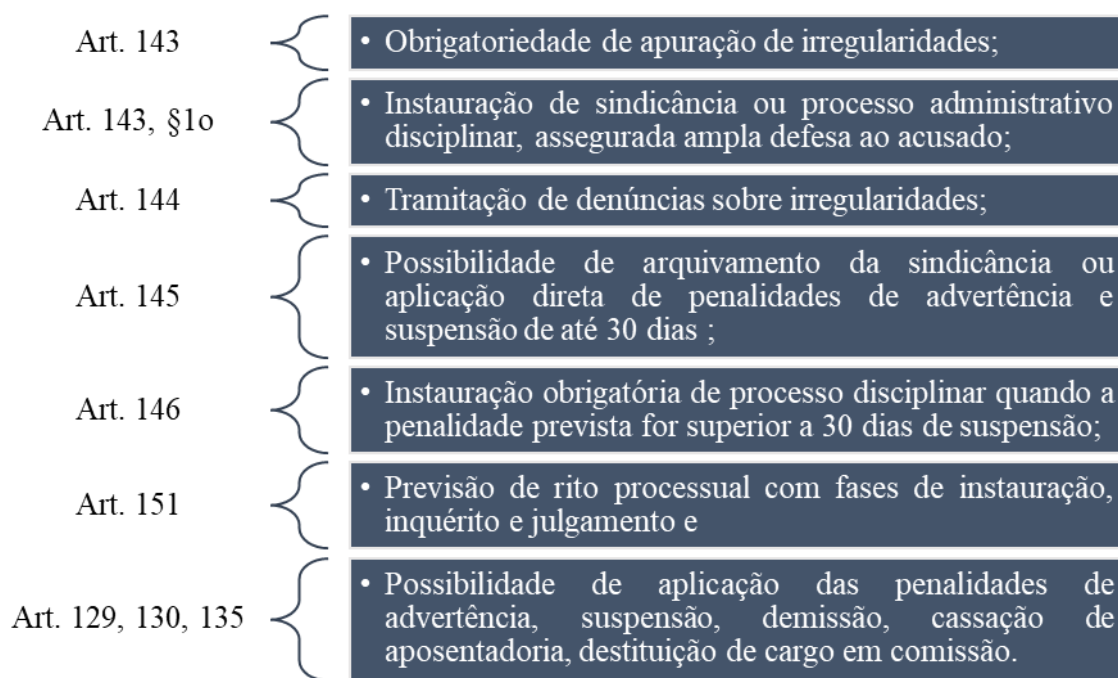 Art. 143
• Obrigatoriedade de apuração de irregularidades;
Art. 143, §1o
• Instauração de sindicância ou processo administrativo
disciplinar, assegurada ampla defesa ao acusado;
Art. 144
• Tramitação de denúncias sobre irregularidades;
Art. 145
• Possibilidade de arquivamento da sindicância ou
aplicação direta de penalidades de advertência e
suspensão de até 30 dias ;
Art. 146
• Instauração obrigatória de processo disciplinar quando a
penalidade prevista for superior a 30 dias de suspensão;
Art. 151
• Previsão de rito processual com fases de instauração,
inquérito e julgamento e
Art. 129, 130, 135
• Possibilidade de aplicação das penalidades de
advertência, suspensão, demissão, cassação de
aposentadoria, destituição de cargo em comissão.